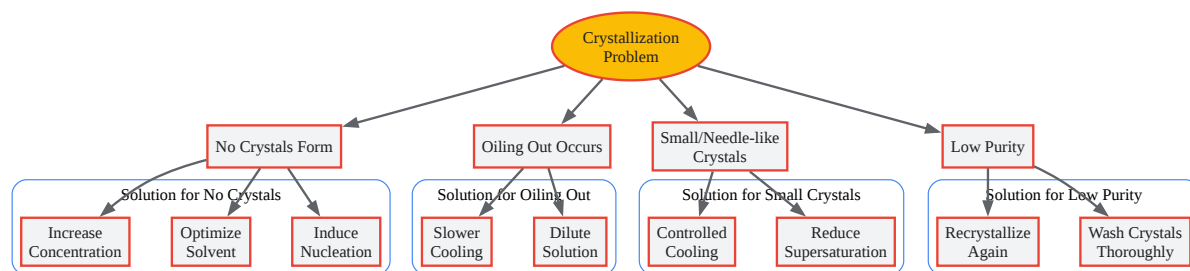 Crystallization
Problem
No Crystals Form
Oiling Out Occurs
Small/Needle-like
Crystals
Low Purity
Solution for No Crystals
Solution for Oiling Out
Solution for Small Crystals
Solution for Low Purity
Increase
Concentration
Optimize
Solvent
Induce
Nucleation
Slower
Cooling
Dilute
Solution
Controlled
Cooling
Reduce
Supersaturation
Recrystallize
Again
Wash Crystals
Thoroughly